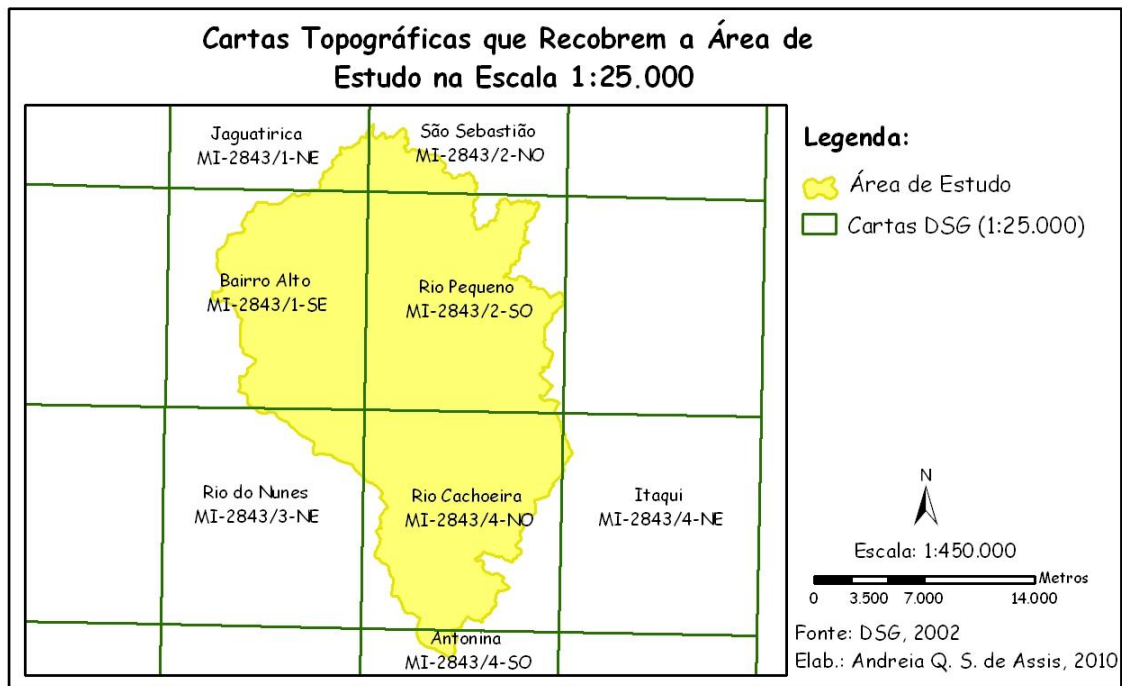 Cartas Topográficas que Recobrem a Área de
Estudo na Escala 1:25.000
Jaguatirica
MI-2843/1-NE
São Sebastião
MI-2843/2-NO
Bairro Alto
MI-2843/1-SE
Rio Pequeno
MI-2843/2-SO
Rio do Nunes
MI-2843/3-NE
Rio Cachoeira
MI-2843/4-NO
Itaqui
MI-2843/4-NE
Antonina
MI-2843/4-SO
Legenda:
Área de Estudo
Cartas DSG (1:25.000)
N
Escala: 1:450.000
Metros
0 3.500 7.000 14.000
Fonte: DSG, 2002
Elab.: Andreia Q. S. de Assis, 2010